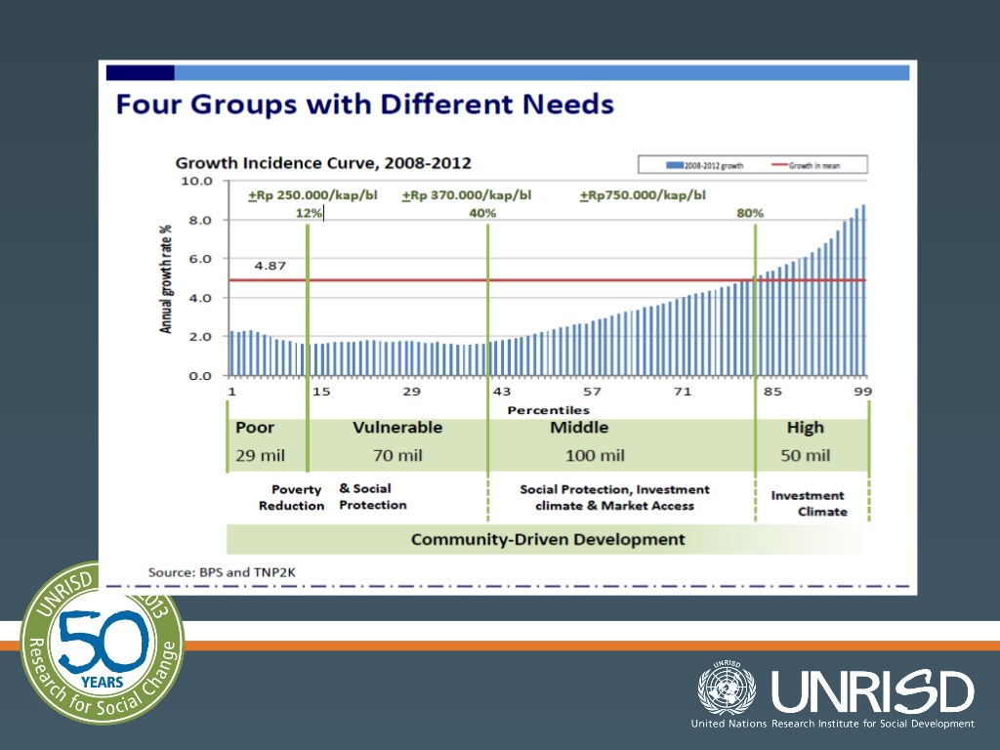 Four Groups with Different Needs
Growth Incidence Curve, 2008-2012
2008-2012 growth
Growth in mean
10.0
8.0
6.0
4.0
2.0
0.0
Annual growth rate %
±Rp 250.000/kap/bl
12%
±Rp 370.000/kap/bl
40%
±Rp750.000/kap/bl
80%
4.87
1 15 29 43 57 71 85 99
Percentiles
Poor Vulnerable Middle High
29 mil 70 mil 100 mil 50 mil
Poverty
Reduction
& Social
Protection
Social Protection, Investment
climate & Market Access
Investment
Climate
Community-Driven Development
Source: BPS and TNP2K
UNRISD
2013
50
YEARS
Research for Social Change
UNRISD
UNRISD
United Nations Research Institute for Social Development